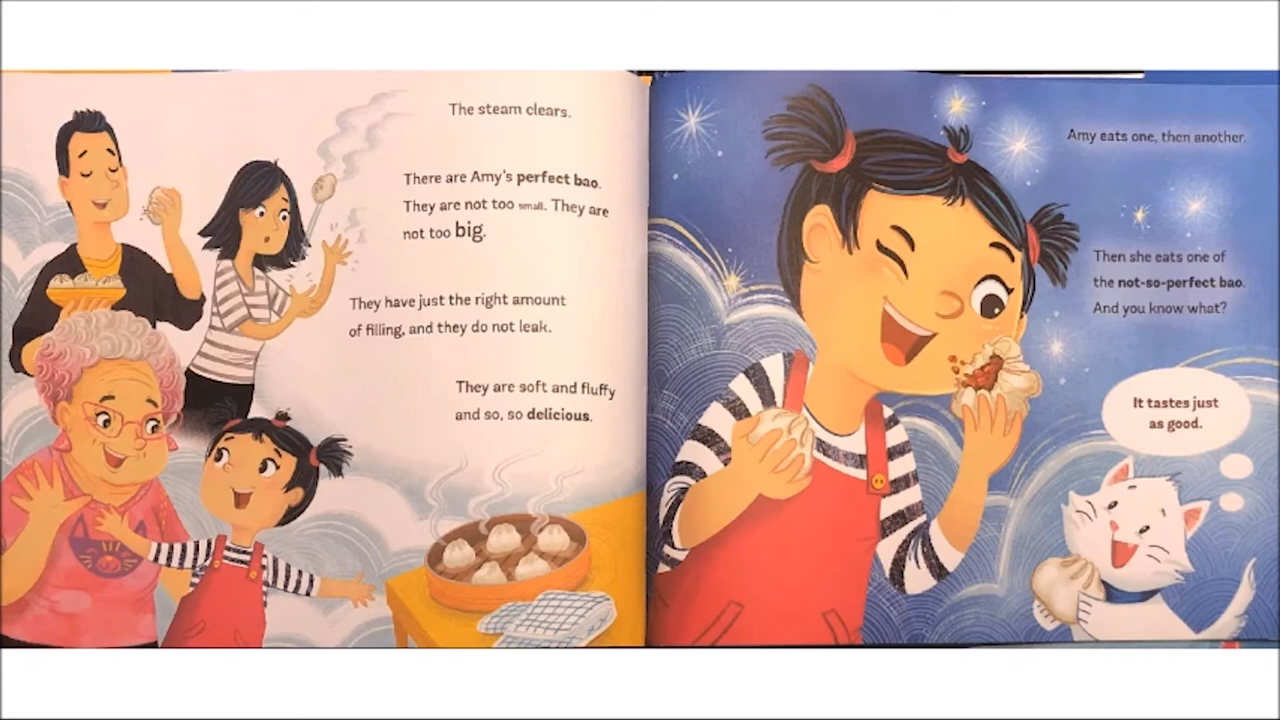 The steam clears.
There are Amy's perfect bao.
They are not too small. They are
not too big.
They have just the right amount
of filling, and they do not leak.
They are soft and fluffy
and so, so delicious.
Amy eats one, then another.
Then she eats one of
the not-so-perfect bao.
And you know what?
It tastes just
as good.